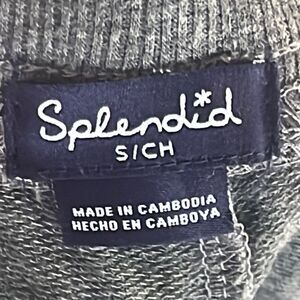 Splendid
S/CH
MADE IN CAMBODIA
HECHO EN CAMBOYA